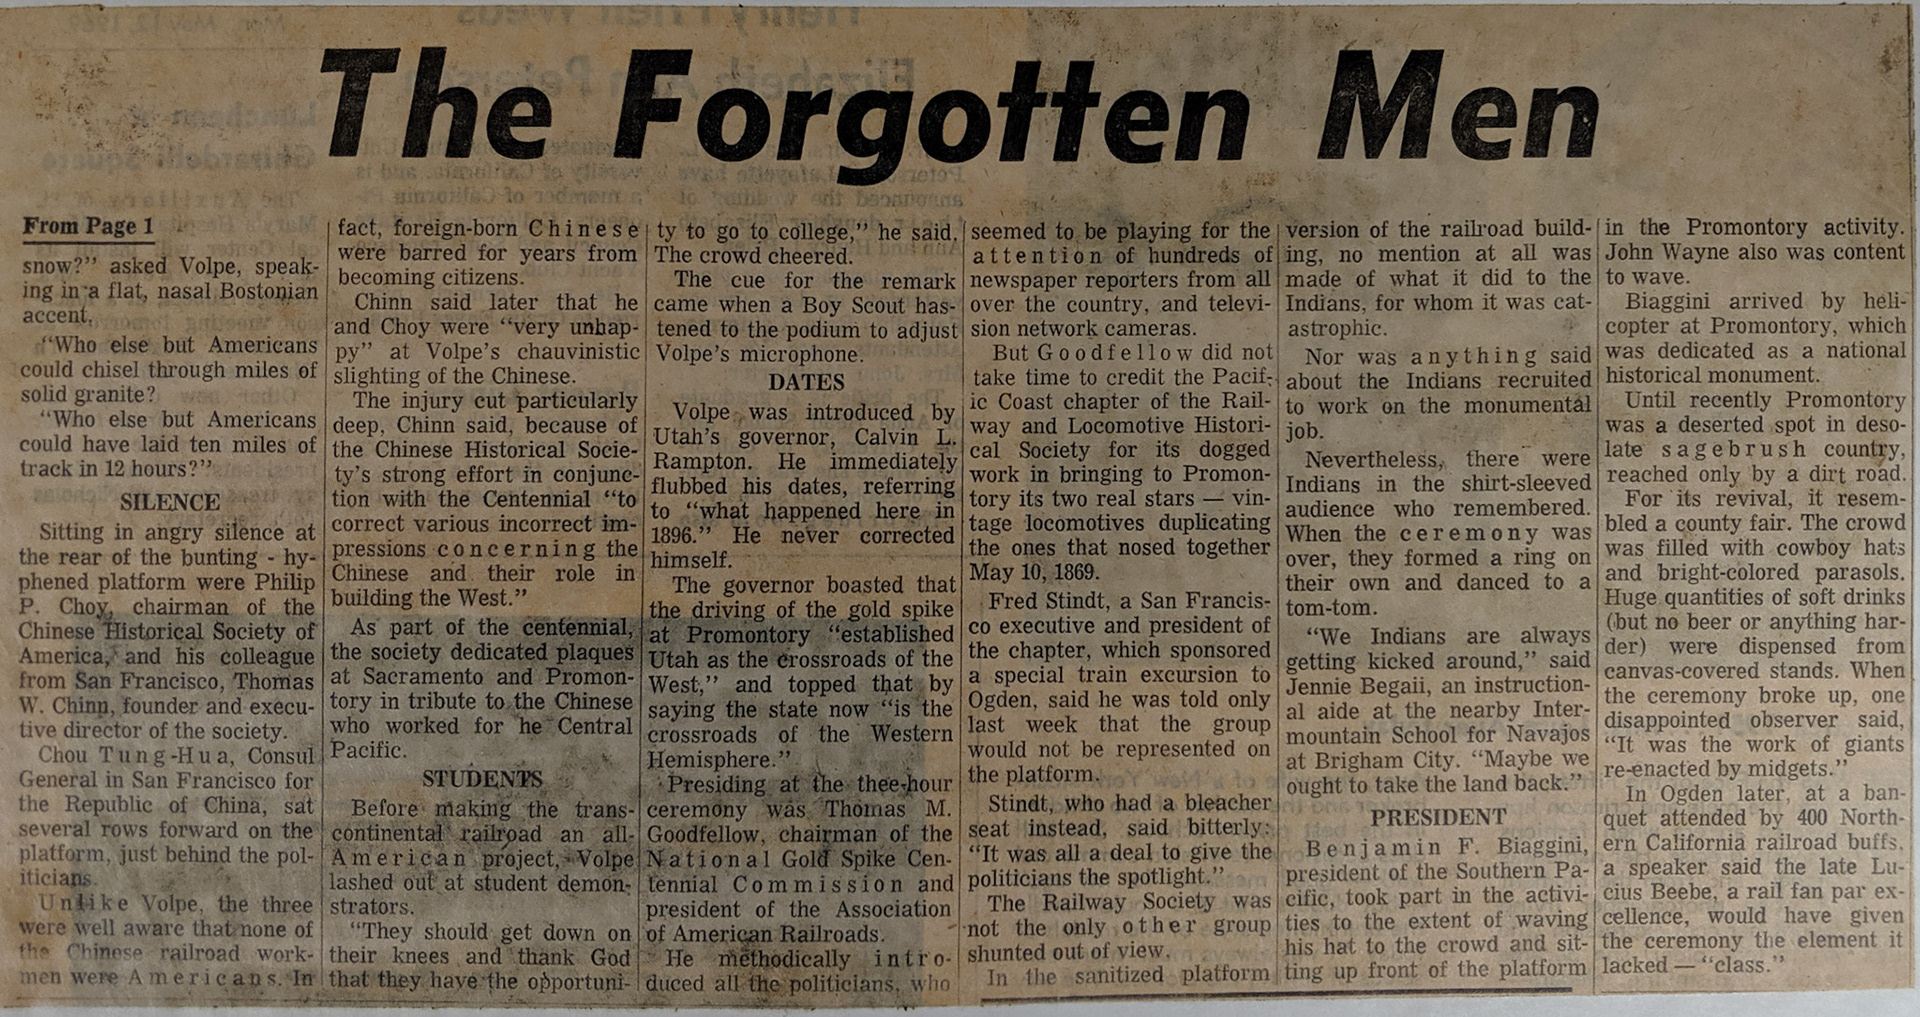 The Forgotten Men
From Page 1
snow?" asked Volpe, speak-
ing in a flat, nasal Bostonian
accent.
"Who else but Americans
could chisel through miles of
solid granite?
"Who else but Americans
could have laid ten miles of
track in 12 hours?"
SILENCE
Sitting in angry silence at
the rear of the bunting - hy-
phened platform were Philip
P. Choy, chairman of the
Chinese Historical Society of
America, and his colleague
from San Francisco, Thomas
W. Chinn, founder and execu-
tive director of the society.
Chou Tung-Hua, Consul
General in San Francisco for
the Republic of China, sat
several rows forward on the
platform, just behind the pol-
iticians.
Unlike Volpe, the three
were well aware that none of
the Chinese railroad work-
men were Americans. In
fact, foreign-born Chinese
were barred for years from
becoming citizens.
Chinn said later that he
and Choy were "very unhap-
py" at Volpe's chauvinistic
slighting of the Chinese.
The injury cut particularly
deep, Chinn said, because of
the Chinese Historical Socie-
ty's strong effort in conjunc-
tion with the Centennial "to
correct various incorrect im-
pressions concerning the
Chinese and their role in
building the West."
As part of the centennial,
the society dedicated plaques
at Sacramento and Promon-
tory in tribute to the Chinese
who worked for he Central
Pacific.
STUDENTS
Before making the trans-
continental railroad an all-
American project, Volpe
lashed out at student demon-
strators.
"They should get down on
their knees and thank God
that they have the opportuni-
ty to go to college," he said.
The crowd cheered.
The cue for the remark
came when a Boy Scout has-
tened to the podium to adjust
Volpe's microphone.
DATES
Volpe was introduced by
Utah's governor, Calvin L.
Rampton. He immediately
flubbed his dates, referring
to "what happened here in
1896." He never corrected
himself.
The governor boasted that
the driving of the gold spike
at Promontory "established
Utah as the crossroads of the
West," and topped that by
saying the state now "is the
crossroads of the Western
Hemisphere."
Presiding at the thee-hour
ceremony was Thomas M.
Goodfellow, chairman of the
National Gold Spike Cen-
tennial Commission and
president of the Association
of American Railroads.
He methodically intro-
duced all the politicians, who
seemed to be playing for the
attention of hundreds of
newspaper reporters from all
over the country, and televi-
sion network cameras.
But Goodfellow did not
take time to credit the Pacif-
ic Coast chapter of the Rail-
way and Locomotive Histori-
cal Society for its dogged
work in bringing to Promon-
tory its two real stars — vin-
tage locomotives duplicating
the ones that nosed together
May 10, 1869.
Fred Stindt, a San Francis-
co executive and president of
the chapter, which sponsored
a special train excursion to
Ogden, said he was told only
last week that the group
would not be represented on
the platform.
Stindt, who had a bleacher
seat instead, said bitterly:
"It was all a deal to give the
politicians the spotlight."
The Railway Society was
not the only other group
shunted out of view.
In the sanitized platform
version of the railroad build-
ing, no mention at all was
made of what it did to the
Indians, for whom it was cat-
astrophic.
Nor was anything said
about the Indians recruited
to work on the monumental
job.
Nevertheless, there were
Indians in the shirt-sleeved
audience who remembered.
When the ceremony was
over, they formed a ring on
their own and danced to a
tom-tom.
"We Indians are always
getting kicked around," said
Jennie Begaii, an instruction-
al aide at the nearby Inter-
mountain School for Navajos
at Brigham City. "Maybe we
ought to take the land back."
PRESIDENT
Benjamin F. Biaggini,
president of the Southern Pa-
cific, took part in the activi-
ties to the extent of waving
his hat to the crowd and sit-
ting up front of the platform
in the Promontory activity.
John Wayne also was content
to wave.
Biaggini arrived by heli-
copter at Promontory, which
was dedicated as a national
historical monument.
Until recently Promontory
was a deserted spot in deso-
late sagebrush country,
reached only by a dirt road.
For its revival, it resem-
bled a county fair. The crowd
was filled with cowboy hats
and bright-colored parasols.
Huge quantities of soft drinks
(but no beer or anything har-
der) were dispensed from
canvas-covered stands. When
the ceremony broke up, one
disappointed observer said,
"It was the work of giants
re-enacted by midgets."
In Ogden later, at a ban-
quet attended by 400 North-
ern California railroad buffs,
a speaker said the late Lu-
cius Beebe, a rail fan par ex-
cellence, would have given
the ceremony the element it
lacked — "class."